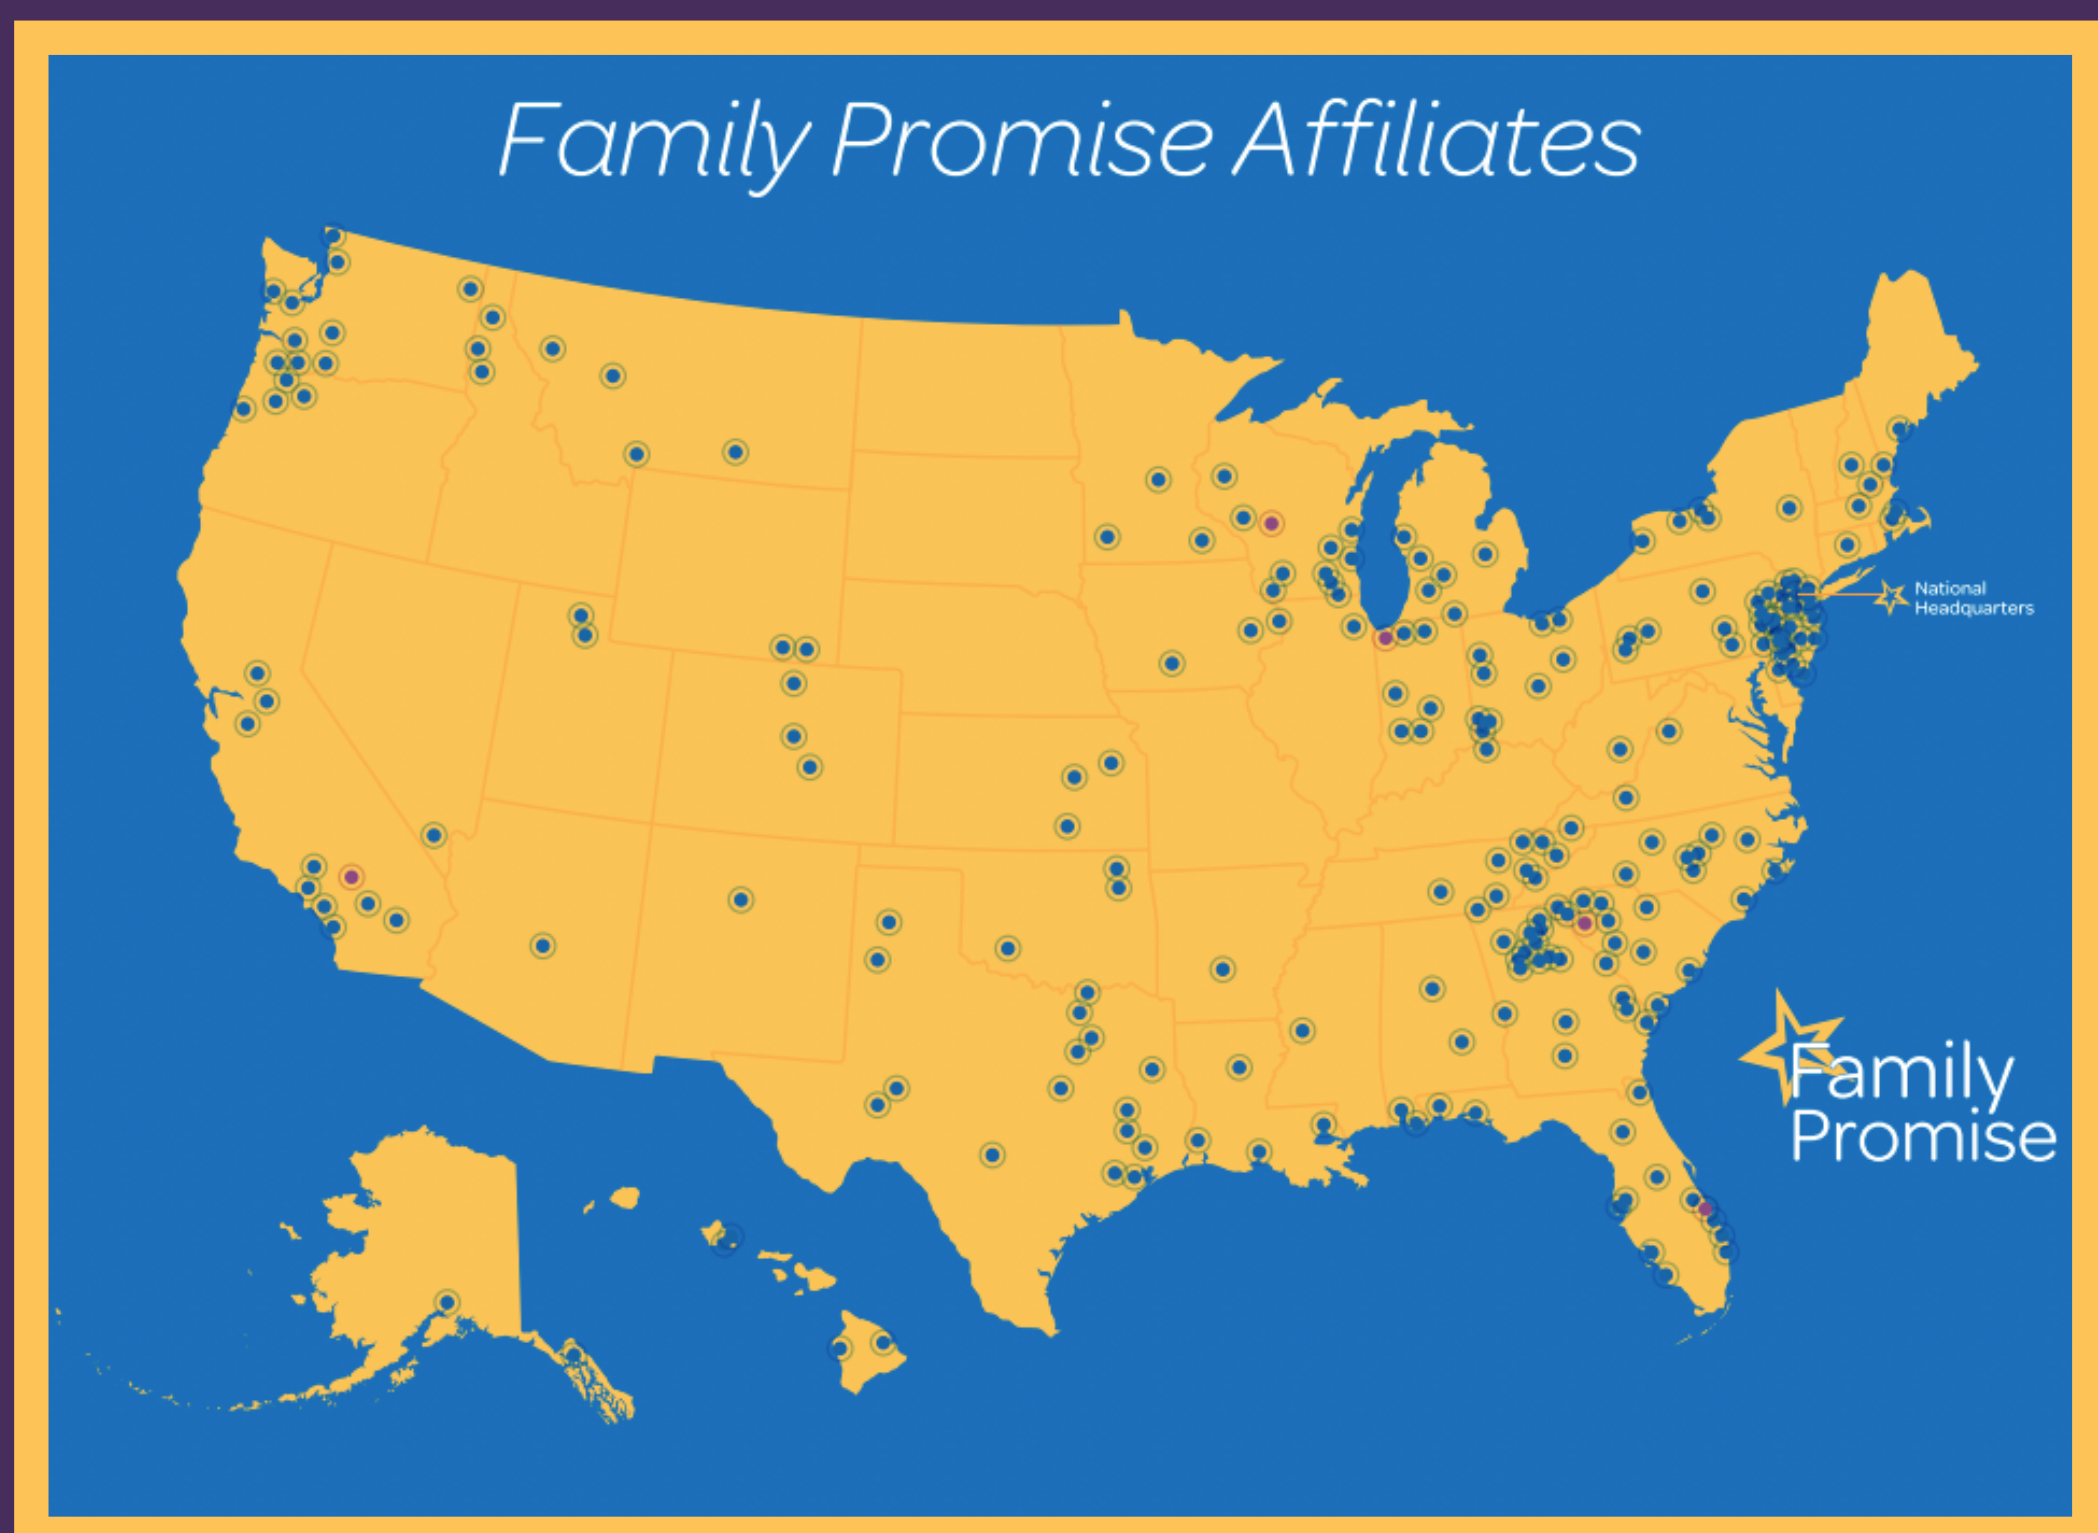 Family Promise Affiliates
National
Headquarters
Family
Promise